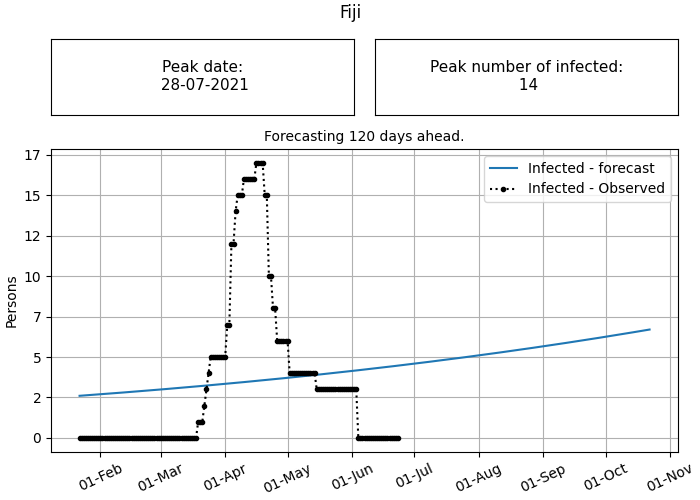 Fiji
Peak date:
28-07-2021
Peak number of infected:
14
Forecasting 120 days ahead.
Infected - forecast
Infected - Observed
Persons
17
15
12
10
7
5
2
0
01-Feb
01-Mar
01-Apr
01-May
01-Jun
01-Jul
01-Aug
01-Sep
01-Oct
01-Nov